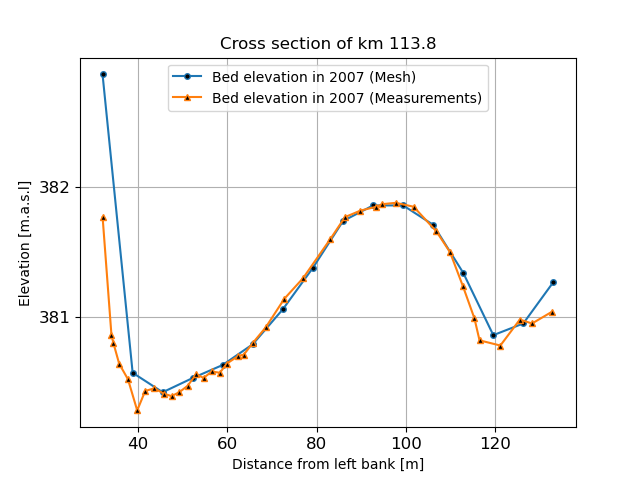 Cross section of km 113.8
Bed elevation in 2007 (Mesh)
Bed elevation in 2007 (Measurements)
Elevation [m.a.s.l]
382
381
40 60 80 100 120
Distance from left bank [m]